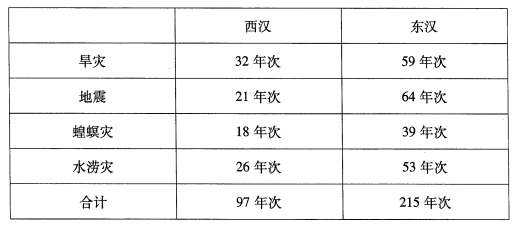 西汉 东汉
旱灾 32 年次 59 年次
地震 21 年次 64 年次
蝗螟灾 18 年次 39 年次
水涝灾 26 年次 53 年次
合计 97 年次 215 年次